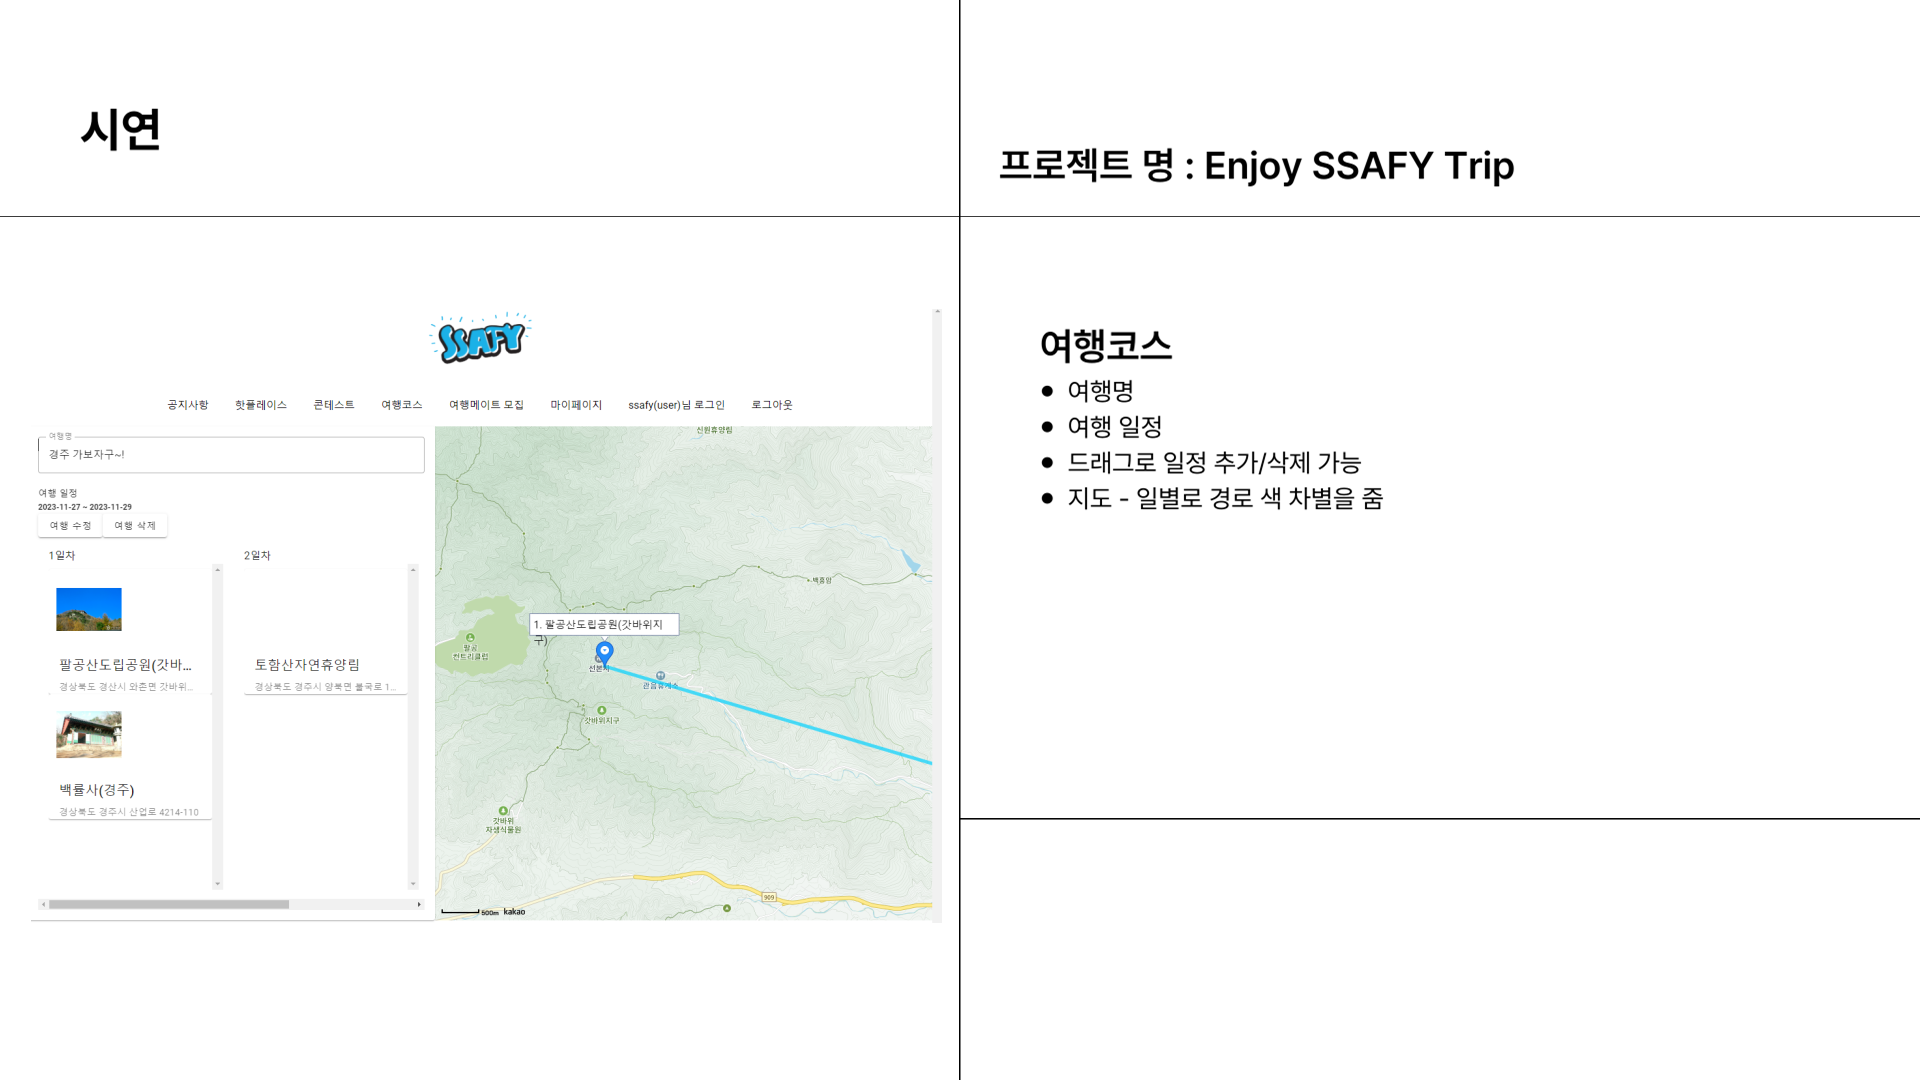 시연
프로젝트 명 : Enjoy SSAFY Trip
SSAFY
공지사항 핫플레이스 콘테스트 여행코스 여행메이트 모집 마이페이지 ssafy(user)님 로그인 로그아웃
여행명
경주 가보자구~!
여행 일정
2023-11-27 ~ 2023-11-29
여행 수정 여행 삭제
1일차 2일차
팔공산도립공원(갓바...
경상북도 경산시 와촌면 갓바위...
백률사(경주)
경상북도 경주시 산업로 4214-110
토함산자연휴양림
경상북도 경주시 양북면 불국로 1...
신원휴양림
백흥암
1. 팔공산도립공원(갓바위지
구)
팔공
컨트리클럽
선본사
관음휴게소
갓바위지구
갓바위
자생식물원
909
500m kakao
여행코스
● 여행명
● 여행 일정
● 드래그로 일정 추가/삭제 가능
● 지도 - 일별로 경로 색 차별을 줌